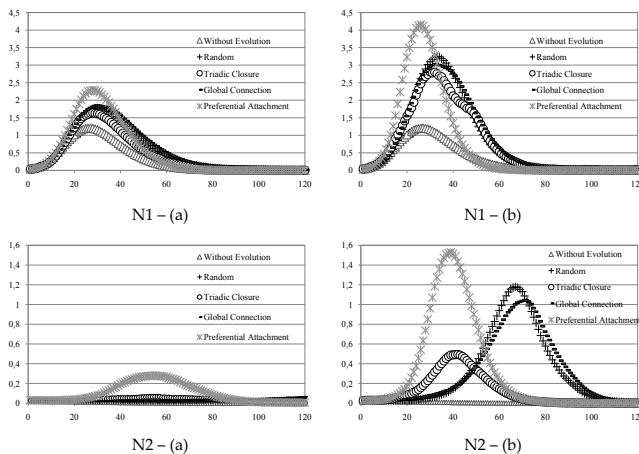 4,5
4
3,5
3
2,5
2
1,5
1
0,5
0
0 20 40 60 80 100 120
Without Evolution
Random
Triadic Closure
Global Connection
Preferential Attachment
N1 – (a)
4,5
4
3,5
3
2,5
2
1,5
1
0,5
0
0 20 40 60 80 100 120
Without Evolution
Random
Triadic Closure
Global Connection
Preferential Attachment
N1 – (b)
1,6
1,4
1,2
1
0,8
0,6
0,4
0,2
0
0 20 40 60 80 100 120
Without Evolution
Random
Triadic Closure
Global Connection
Preferential Attachment
N2 – (a)
1,6
1,4
1,2
1
0,8
0,6
0,4
0,2
0
0 20 40 60 80 100 120
Without Evolution
Random
Triadic Closure
Global Connection
Preferential Attachment
N2 – (b)